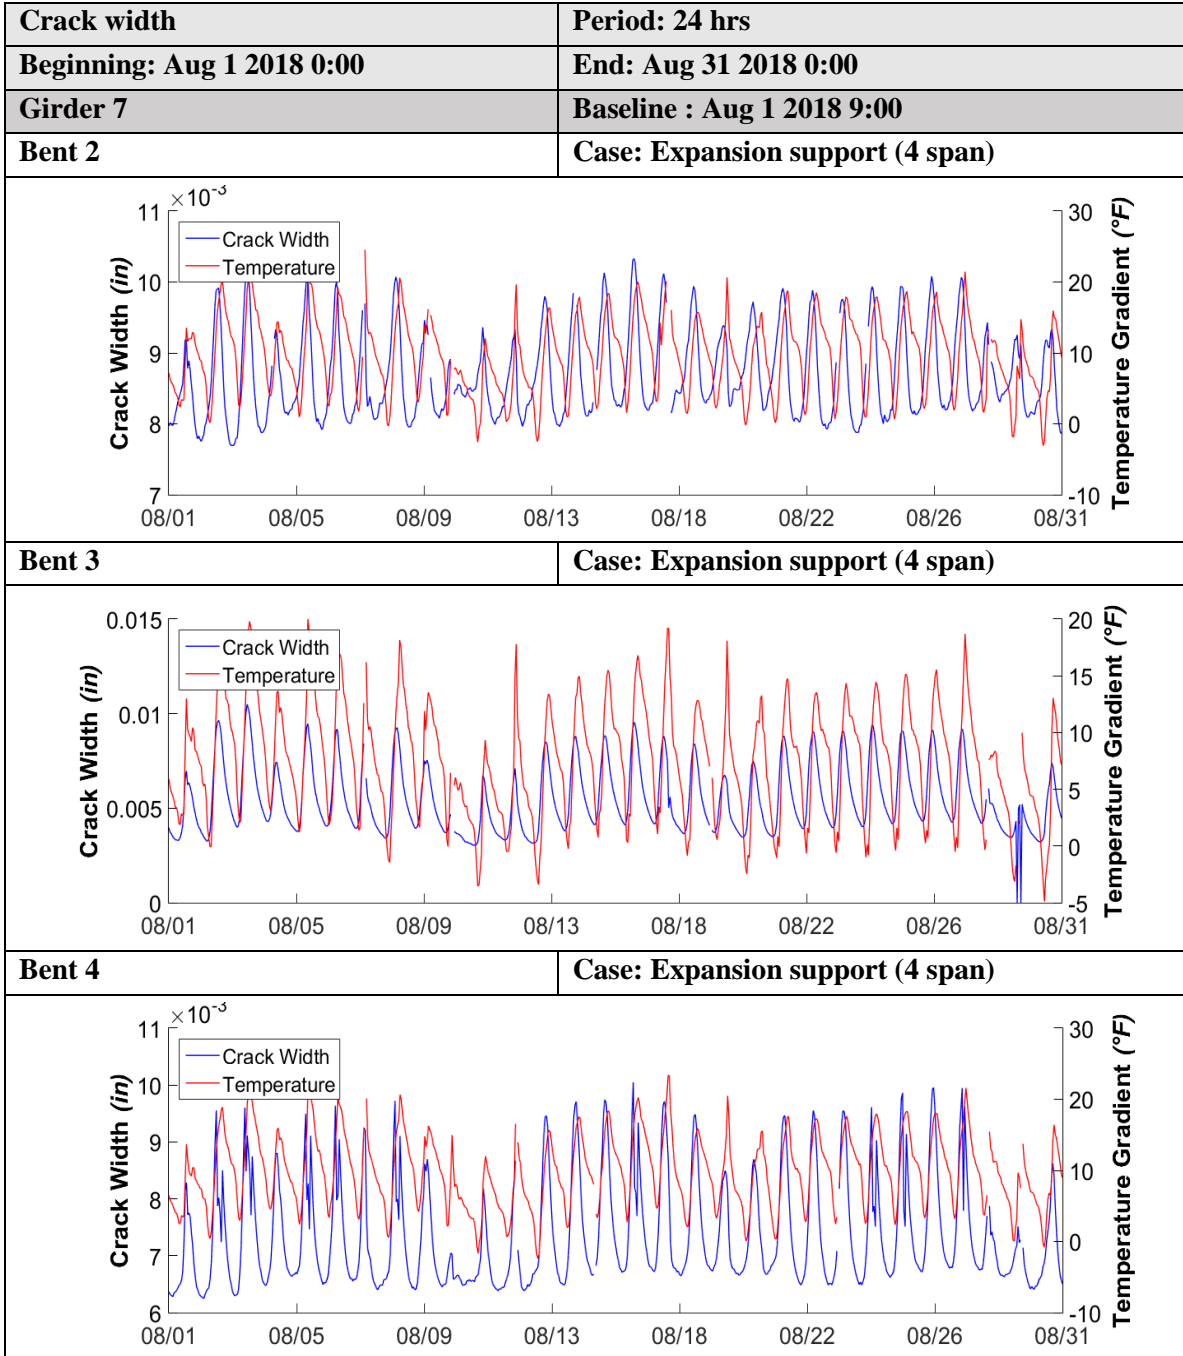 Crack width Period: 24 hrs
Beginning: Aug 1 2018 0:00 End: Aug 31 2018 0:00
Girder 7 Baseline : Aug 1 2018 9:00
Bent 2 Case: Expansion support (4 span)
×10⁻³
11 30
Crack Width
Temperature
10 20
9 10
8 0
7 -10
Crack Width (in)
Temperature Gradient (°F)
08/01 08/05 08/09 08/13 08/18 08/22 08/26 08/31
Bent 3 Case: Expansion support (4 span)
0.015 20
Crack Width
Temperature
15
0.01 10
0.005 5
0
0 -5
Crack Width (in)
Temperature Gradient (°F)
08/01 08/05 08/09 08/13 08/18 08/22 08/26 08/31
Bent 4 Case: Expansion support (4 span)
×10⁻³
11 30
Crack Width
Temperature
10 20
9
8 10
7 0
6 -10
Crack Width (in)
Temperature Gradient (°F)
08/01 08/05 08/09 08/13 08/18 08/22 08/26 08/31